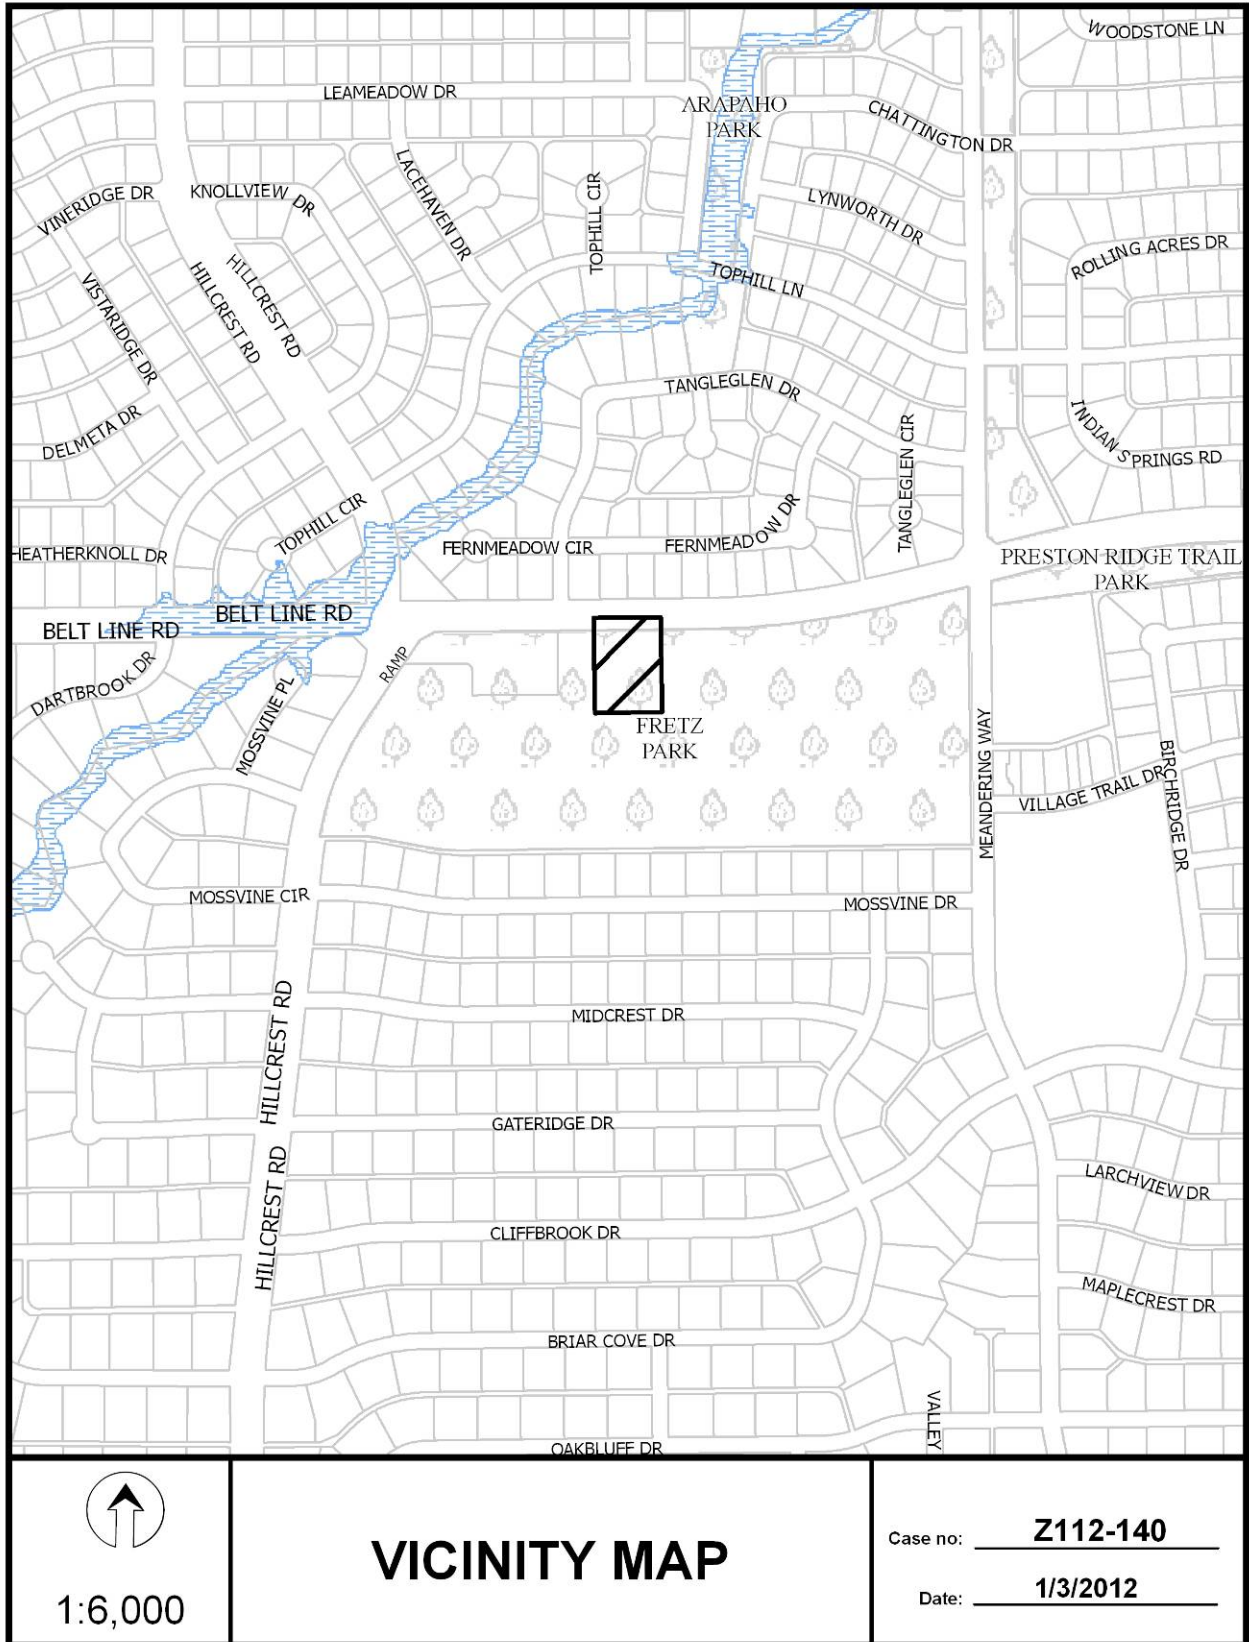 WOODSTONE LN
LEAMEADOW DR
ARAPAHO
PARK
CHATTINGTON DR
LACEHAVEN DR
TOPHILL CIR
VINERIDGE DR
KNOLLVIEW DR
LYNWORTH DR
ROLLING ACRES DR
HILLCREST RD
HILLCREST RD
VISTARIDGE DR
TOPHILL LN
TANGLEGLEN DR
DELMETA DR
INDIAN SPRINGS RD
TANGLEGLEN CIR
TOPHILL CIR
HEATHERKNOLL DR
FERNMEADOW CIR
FERNMEADOW DR
PRESTON RIDGE TRAIL
PARK
BELT LINE RD
BELT LINE RD
RAMP
DARTBROOK DR
MOSSVINE PL
FRETZ
PARK
MEANDERING WAY
BIRCHRIDGE DR
VILLAGE TRAIL DR
MOSSVINE CIR
MOSSVINE DR
HILLCREST RD
MIDCREST DR
GATERIDGE DR
HILLCREST RD
LARCHVIEW DR
CLIFFBROOK DR
MAPLECREST DR
BRIAR COVE DR
VALLEY
OAKBLUFF DR
1:6,000
VICINITY MAP
Case no: Z112-140
Date: 1/3/2012